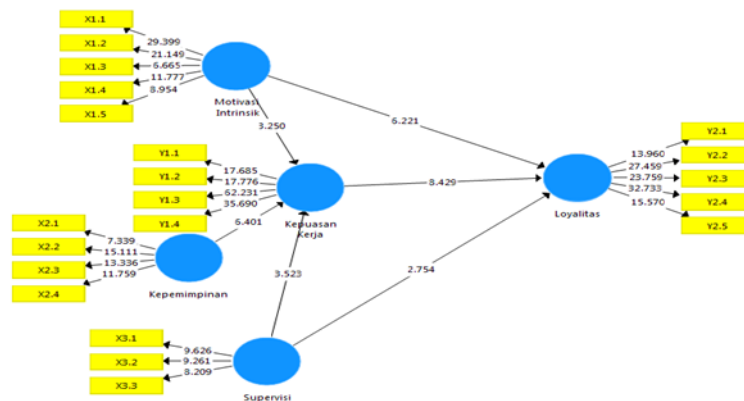 X1.1
X1.2
X1.3
X1.4
X1.5
29.399
21.149
6.665
11.777
8.954
Motivasi
Intrinsik
3.250
6.221
Y1.1
Y1.2
Y1.3
Y1.4
17.685
17.776
62.231
35.690
Kepuasan
Kerja
8.429
Y2.1
Y2.2
Y2.3
Y2.4
Y2.5
13.960
27.459
23.759
32.733
15.570
Loyalitas
X2.1
X2.2
X2.3
X2.4
7.339
15.111
13.336
11.759
Kepemimpinan
6.401
3.523
2.754
X3.1
X3.2
X3.3
9.626
9.261
8.209
Supervisi